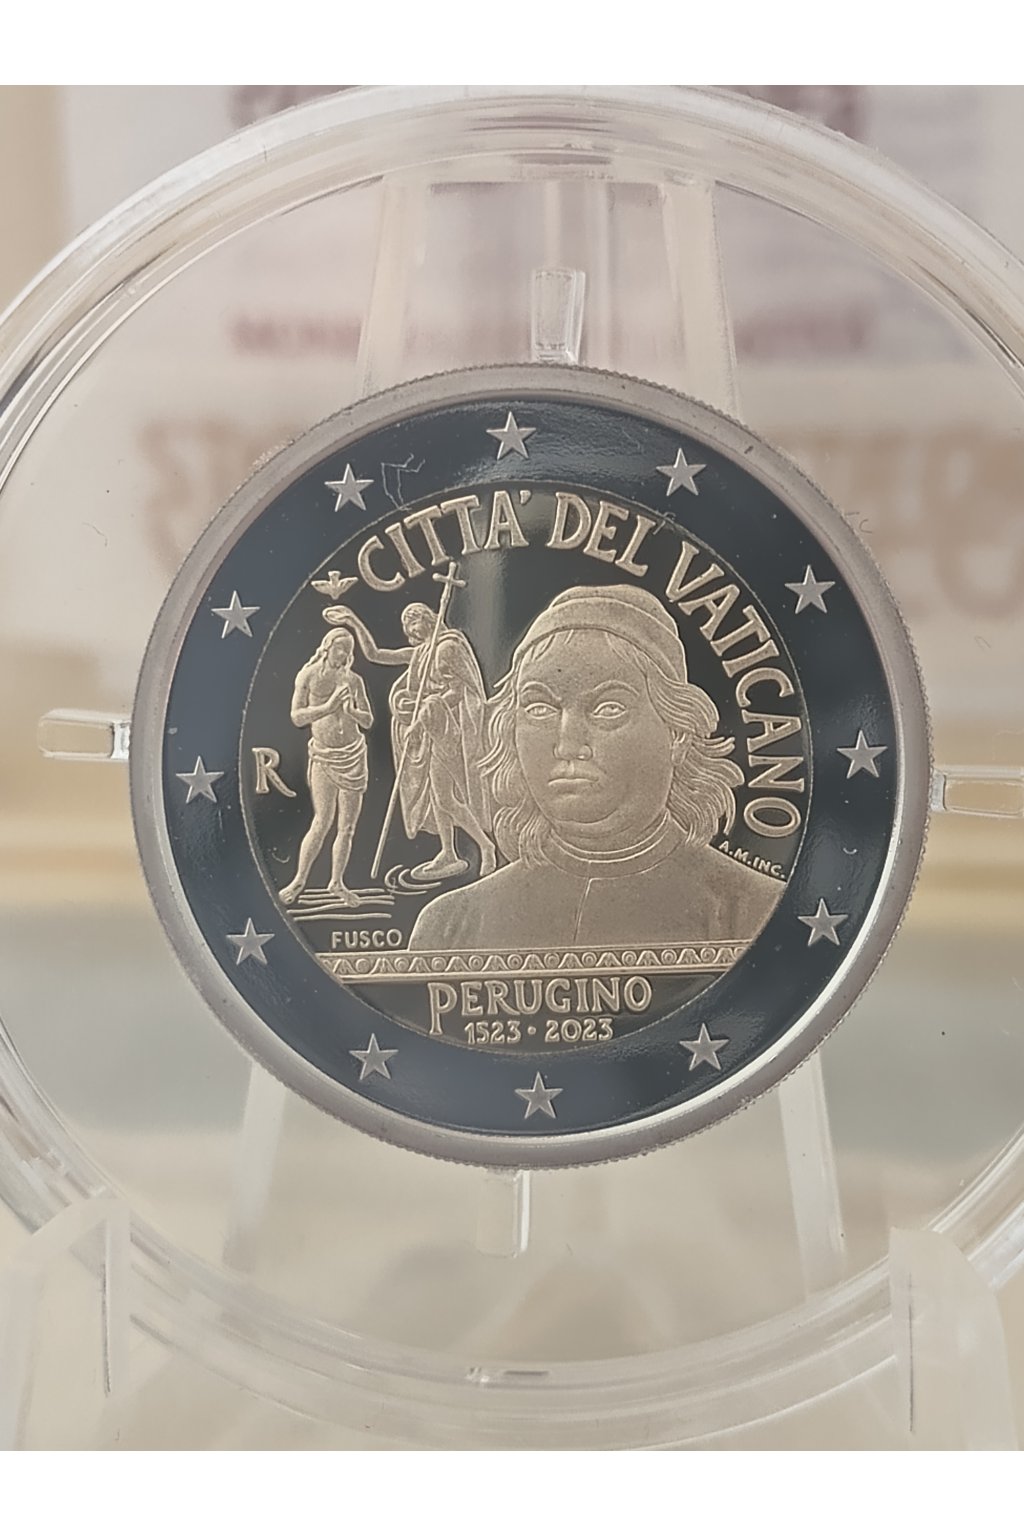 CITTA' DEL VATICANO
R
A.M.INC.
FUSCO
PERUGINO
1523 • 2023